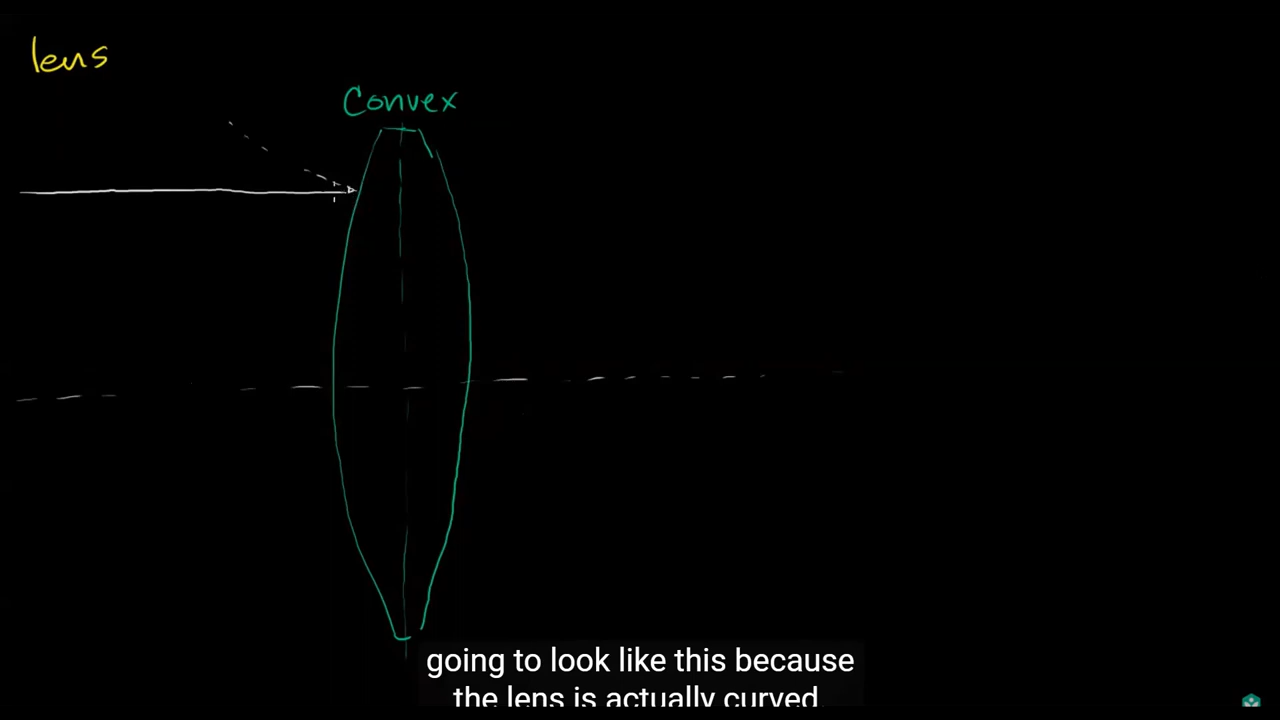 lens
Convex
going to look like this because
the lens is actually curved.